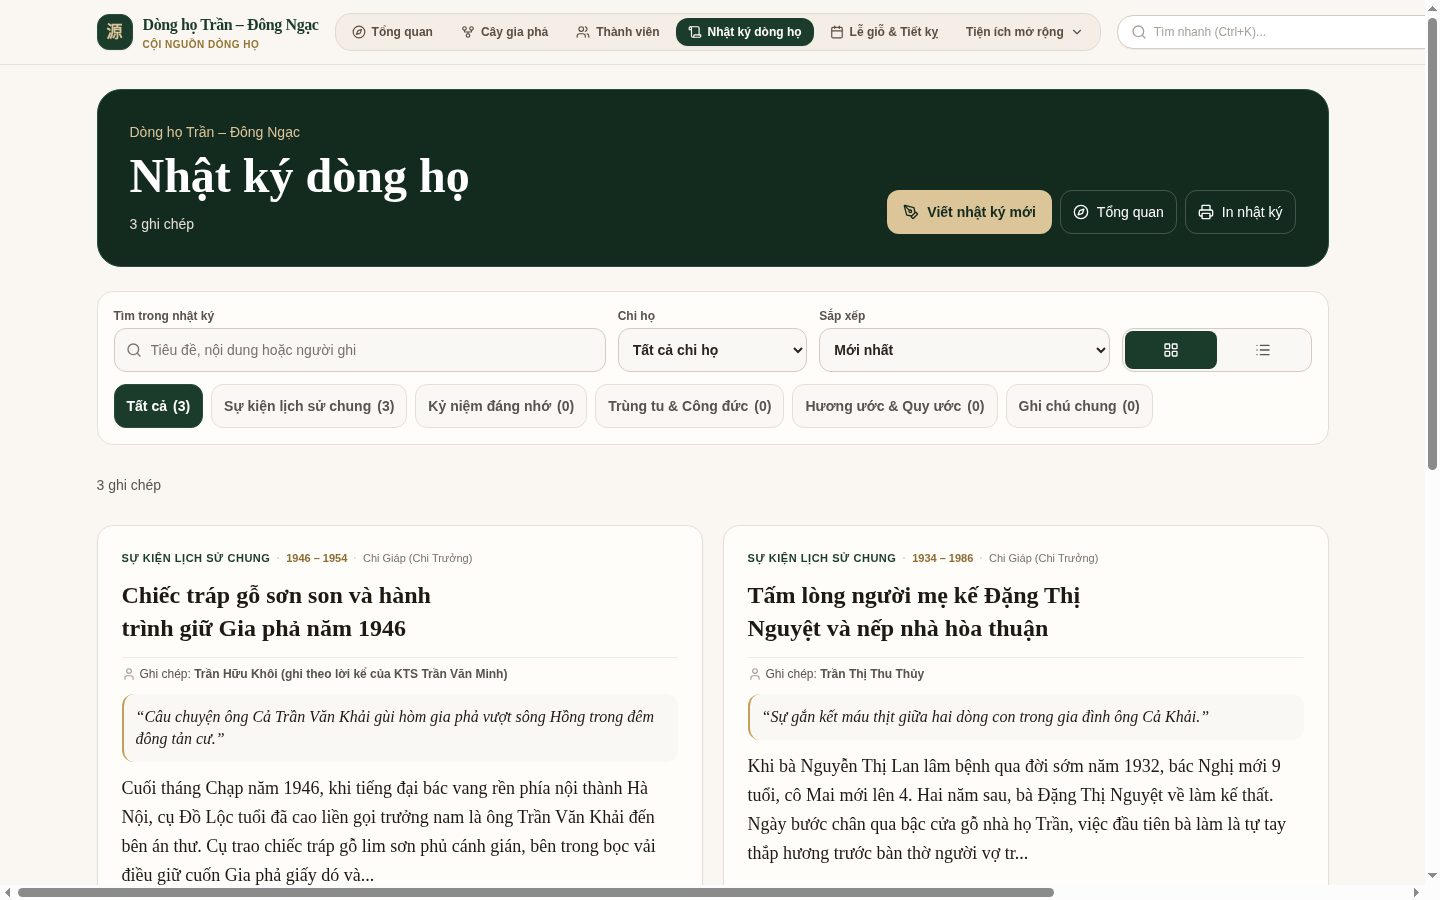 源
Dòng họ Trần – Đông Ngạc
CỘI NGUỒN DÒNG HỌ
Tổng quan
Cây gia phả
Thành viên
Nhật ký dòng họ
Lễ giỗ & Tiết kỵ
Tiện ích mở rộng
Tìm nhanh (Ctrl+K)...
Dòng họ Trần – Đông Ngạc
Nhật ký dòng họ
3 ghi chép
Viết nhật ký mới
Tổng quan
In nhật ký
Tìm trong nhật ký
Chi họ
Sắp xếp
Tiêu đề, nội dung hoặc người ghi
Tất cả chi họ
Mới nhất
Tất cả (3)
Sự kiện lịch sử chung (3)
Kỷ niệm đáng nhớ (0)
Trùng tu & Công đức (0)
Hương ước & Quy ước (0)
Ghi chú chung (0)
3 ghi chép
SỰ KIỆN LỊCH SỬ CHUNG · 1946 – 1954 · Chi Giáp (Chi Trưởng)
Chiếc tráp gỗ sơn son và hành
trình giữ Gia phả năm 1946
Ghi chép: Trần Hữu Khôi (ghi theo lời kể của KTS Trần Văn Minh)
“Câu chuyện ông Cả Trần Văn Khải gùi hòm gia phả vượt sông Hồng trong đêm
đông tản cư.”
Cuối tháng Chạp năm 1946, khi tiếng đại bác vang rền phía nội thành Hà
Nội, cụ Đồ Lộc tuổi đã cao liền gọi trưởng nam là ông Trần Văn Khải đến
bên án thư. Cụ trao chiếc tráp gỗ lim sơn phủ cánh gián, bên trong bọc vải
điều giữ cuốn Gia phả giấy dó và...
SỰ KIỆN LỊCH SỬ CHUNG · 1934 – 1986 · Chi Giáp (Chi Trưởng)
Tấm lòng người mẹ kế Đặng Thị
Nguyệt và nếp nhà hòa thuận
Ghi chép: Trần Thị Thu Thủy
“Sự gắn kết máu thịt giữa hai dòng con trong gia đình ông Cả Khải.”
Khi bà Nguyễn Thị Lan lâm bệnh qua đời sớm năm 1932, bác Nghị mới 9
tuổi, cô Mai mới lên 4. Hai năm sau, bà Đặng Thị Nguyệt về làm kế thất.
Ngày bước chân qua bậc cửa gỗ nhà họ Trần, việc đầu tiên bà làm là tự tay
thắp hương trước bàn thờ người vợ tr...